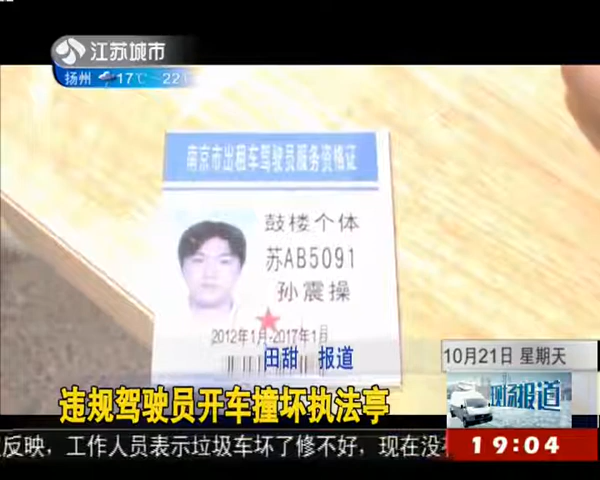 江苏城市
扬州 17℃~22℃
南京市出租车驾驶员服务资格证
鼓楼个体
苏AB5091
孙震操
2012年1月-2017年1月
田甜 报道
10月21日 星期天
违规驾驶员开车撞坏执法亭
现场报道
反映，工作人员表示垃圾车坏了修不好，现在没
19:04